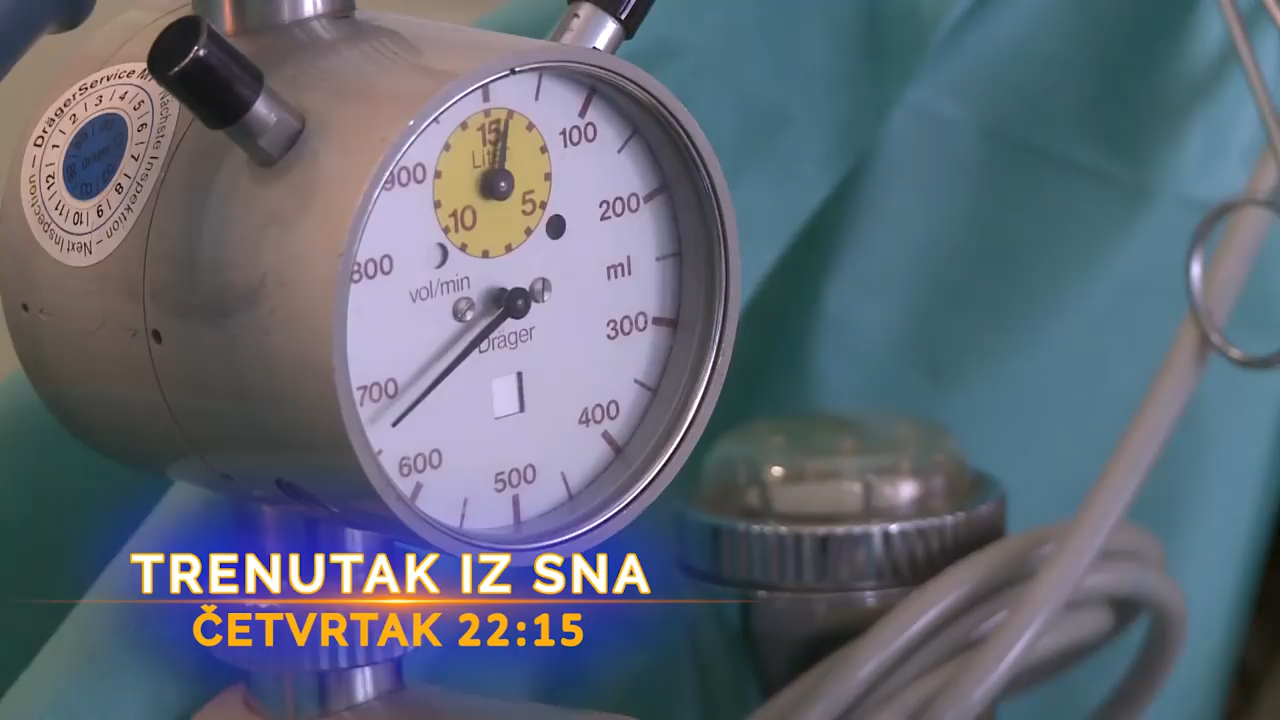 DrägerService
Nächste Inspektion – Next Inspection –
1 2 3 4 5 6 7 8 9 10 11 12
Dräger
15
Lit
10
5
100
200
ml
300
400
500
600
700
800
900
vol/min
Dräger
TRENUTAK IZ SNA
ČETVRTAK 22:15